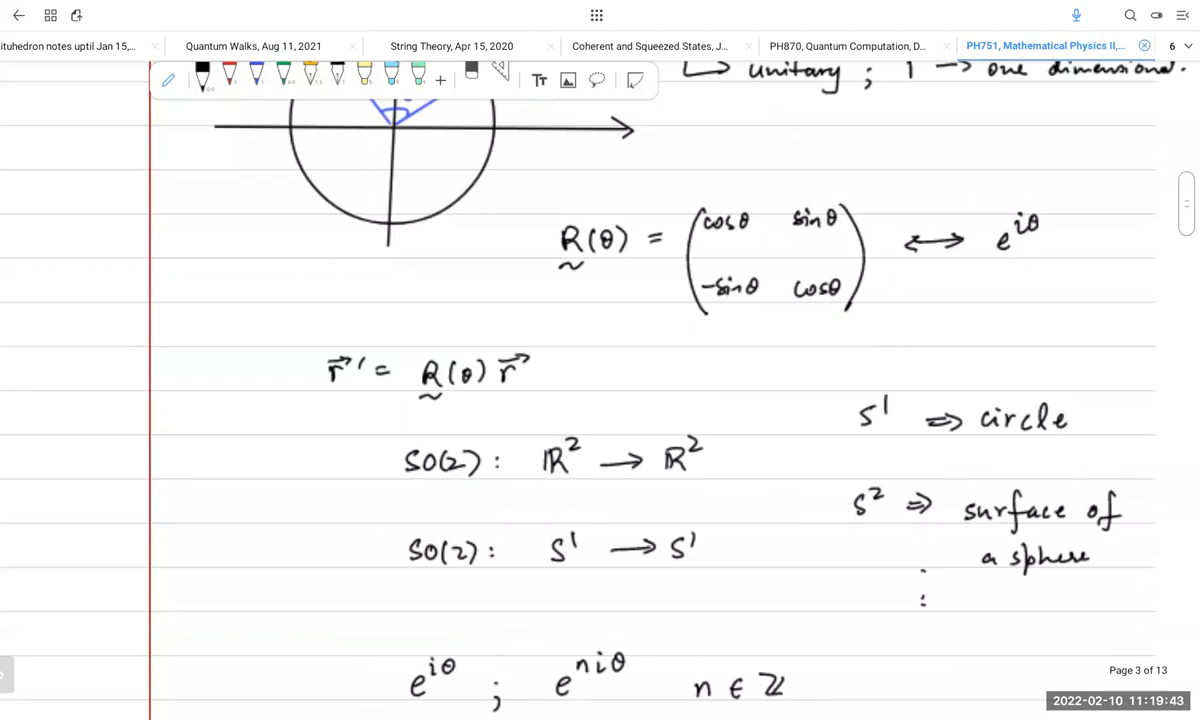 ituhedron notes uptil Jan 15,... Quantum Walks, Aug 11, 2021 String Theory, Apr 15, 2020 Coherent and Squeezed States, J... PH870, Quantum Computation, D... PH751, Mathematical Physics II,... 6
↳ unitary ; 1 → one dimensional.
0.9
Tт
R(θ) = (cosθ sinθ
-sinθ cosθ) ↔ e^{iθ}
r⃗' = R(θ) r⃗
S¹ ⇒ circle
SO(2) : ℝ² → ℝ²
S² ⇒ surface of
a sphere
SO(2) : S¹ → S¹
:
e^{iθ} ; e^{niθ} n ∈ ℤ
Page 3 of 13
2022-02-10 11:19:43